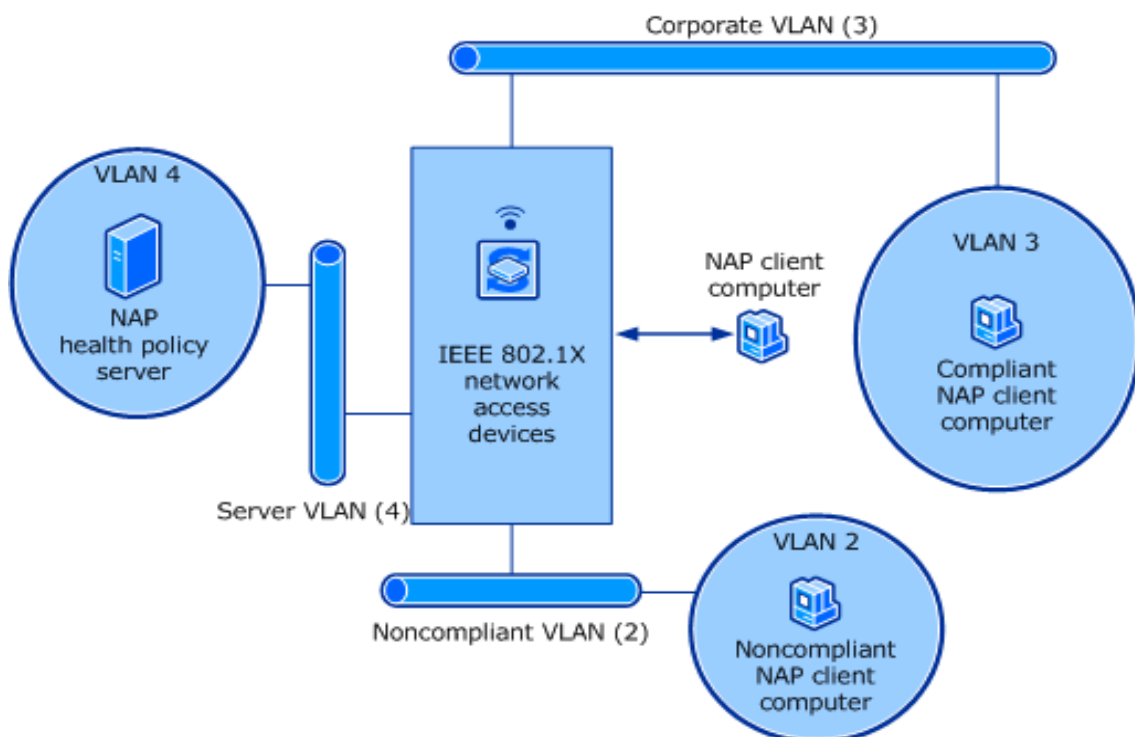 Corporate VLAN (3)
VLAN 4
NAP
health policy
server
IEEE 802.1X
network
access
devices
NAP client
computer
VLAN 3
Compliant
NAP client
computer
Server VLAN (4)
Noncompliant VLAN (2)
VLAN 2
Noncompliant
NAP client
computer